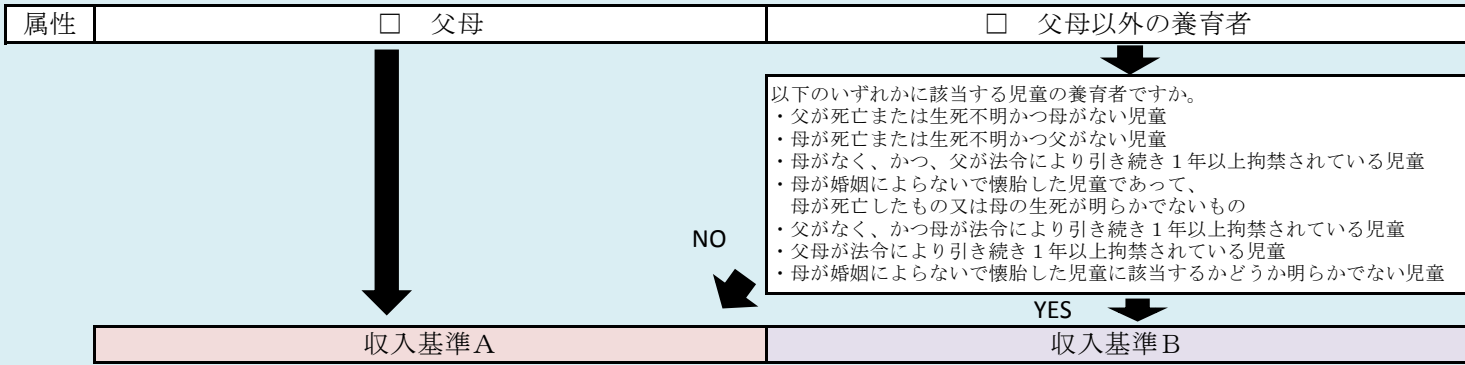 属性 □ 父母 □ 父母以外の養育者
以下のいずれかに該当する児童の養育者ですか。
・父が死亡または生死不明かつ母がない児童
・母が死亡または生死不明かつ父がない児童
・母がなく、かつ、父が法令により引き続き１年以上拘禁されている児童
・母が婚姻によらないで懐胎した児童であって、
母が死亡したもの又は母の生死が明らかでないもの
・父がなく、かつ母が法令により引き続き１年以上拘禁されている児童
・父母が法令により引き続き１年以上拘禁されている児童
・母が婚姻によらないで懐胎した児童に該当するかどうか明らかでない児童
NO
YES
収入基準Ａ 収入基準Ｂ